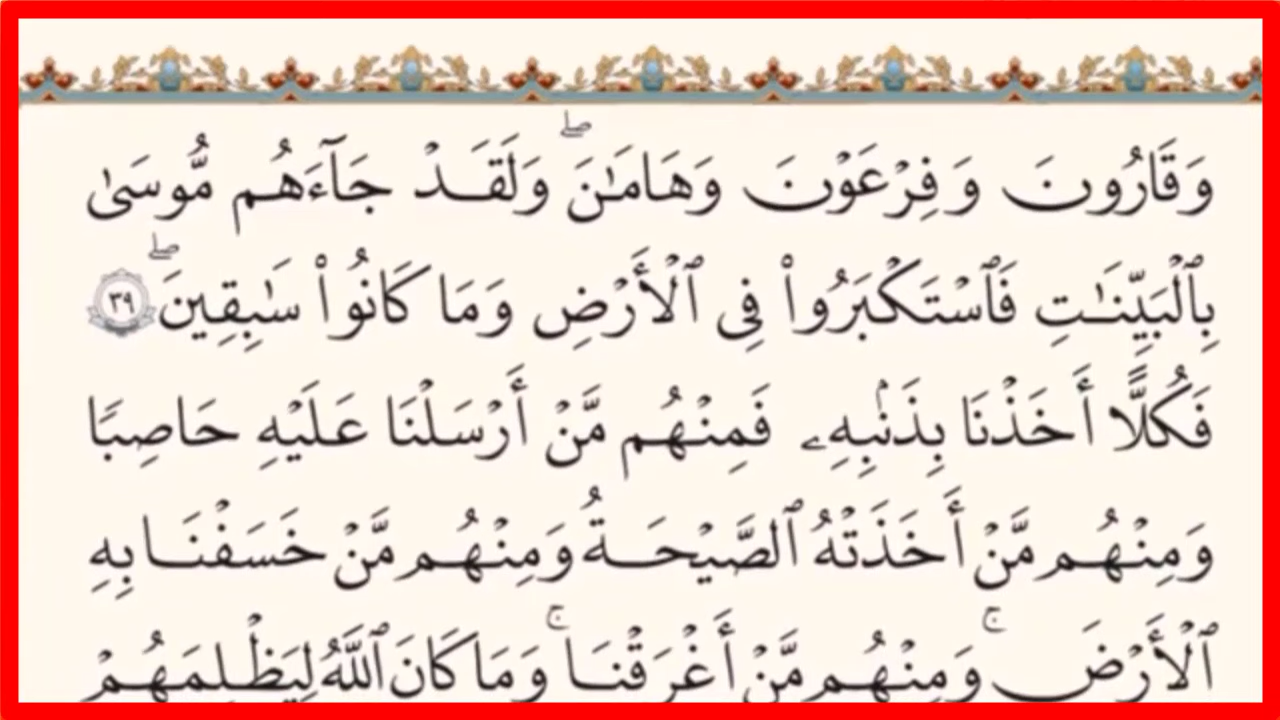 وَقَٰرُونَ وَفِرْعَوْنَ وَهَٰمَٰنَ ۖ وَلَقَدْ جَآءَهُم مُّوسَىٰ
بِٱلْبَيِّنَٰتِ فَٱسْتَكْبَرُوا۟ فِى ٱلْأَرْضِ وَمَا كَانُوا۟ سَٰبِقِينَ ۖ ٣٩
فَكُلًّا أَخَذْنَا بِذَنۢبِهِۦ فَمِنْهُم مَّنْ أَرْسَلْنَا عَلَيْهِ حَاصِبًا
وَمِنْهُم مَّنْ أَخَذَتْهُ ٱلصَّيْحَةُ وَمِنْهُم مَّنْ خَسَفْنَا بِهِ
ٱلْأَرْضَ ۚ وَمِنْهُم مَّنْ أَغْرَقْنَا ۚ وَمَا كَانَ ٱللَّهُ لِيَظْلِمَهُمْ